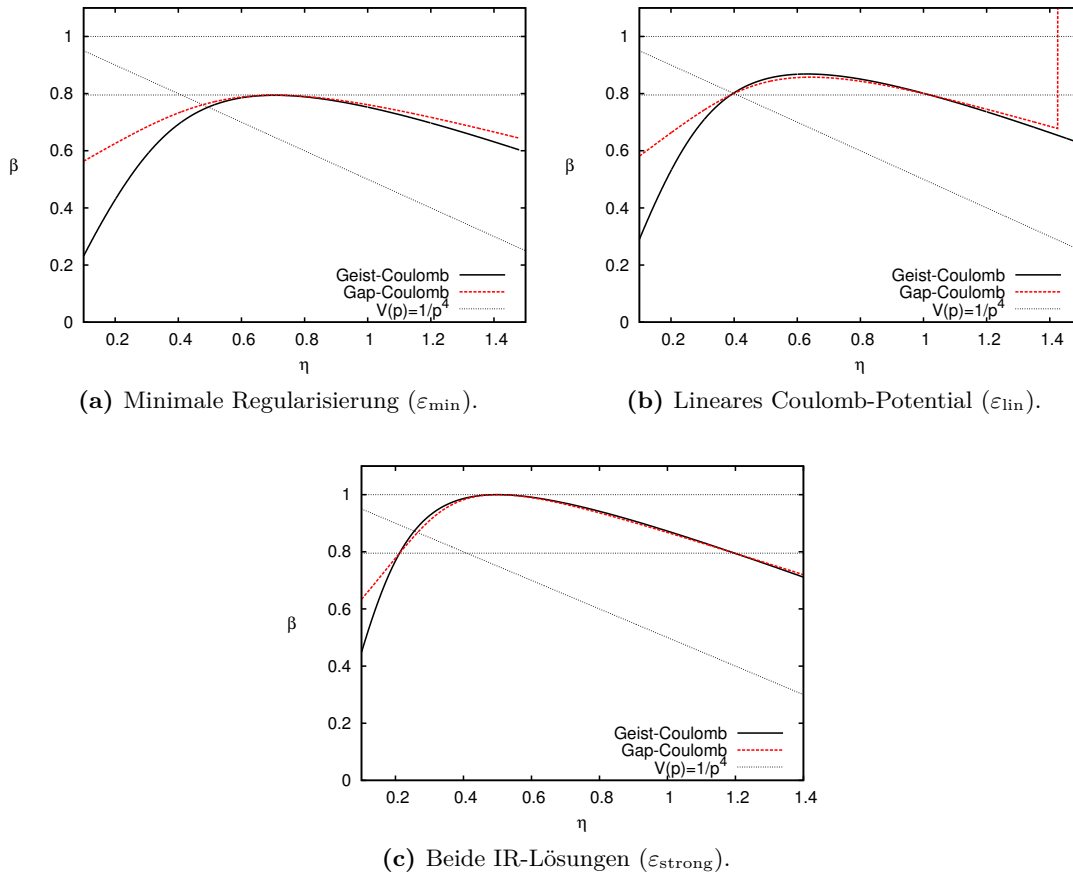 1
0.8
0.6
0.4
0.2
0
β
0.2 0.4 0.6 0.8 1 1.2 1.4
η
Geist-Coulomb
Gap-Coulomb
V(p)=1/p⁴
(a) Minimale Regularisierung (ε_min).
1
0.8
0.6
0.4
0.2
0
β
0.2 0.4 0.6 0.8 1 1.2 1.4
η
Geist-Coulomb
Gap-Coulomb
V(p)=1/p⁴
(b) Lineares Coulomb-Potential (ε_lin).
1
0.8
0.6
0.4
0.2
0
β
0.2 0.4 0.6 0.8 1 1.2 1.4
η
Geist-Coulomb
Gap-Coulomb
V(p)=1/p⁴
(c) Beide IR-Lösungen (ε_strong).